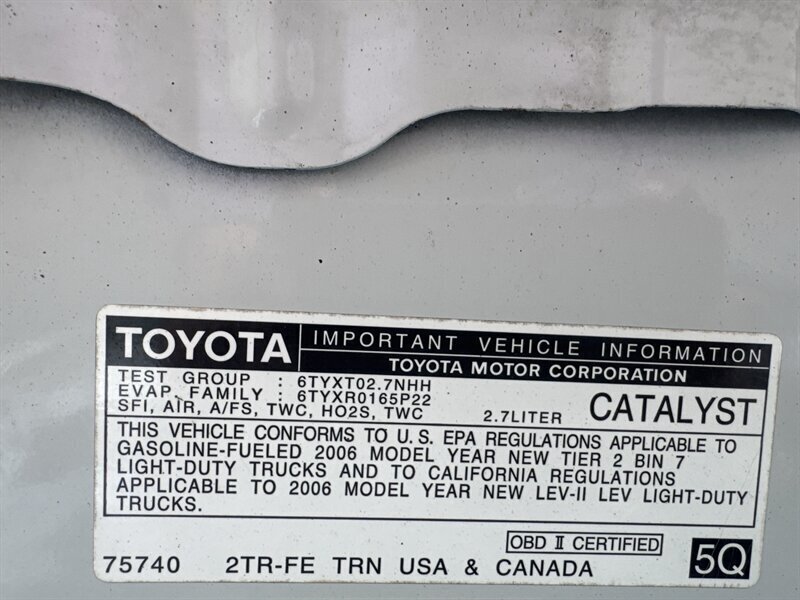 TOYOTA
IMPORTANT VEHICLE INFORMATION
TOYOTA MOTOR CORPORATION
TEST GROUP : 6TYXT02.7NHH
EVAP. FAMILY : 6TYXR0165P22
SFI, AIR, A/FS, TWC, HO2S, TWC 2.7LITER CATALYST
THIS VEHICLE CONFORMS TO U.S. EPA REGULATIONS APPLICABLE TO
GASOLINE-FUELED 2006 MODEL YEAR NEW TIER 2 BIN 7
LIGHT-DUTY TRUCKS AND TO CALIFORNIA REGULATIONS
APPLICABLE TO 2006 MODEL YEAR NEW LEV-II LEV LIGHT-DUTY
TRUCKS.
OBD II CERTIFIED
75740 2TR-FE TRN USA & CANADA 5Q